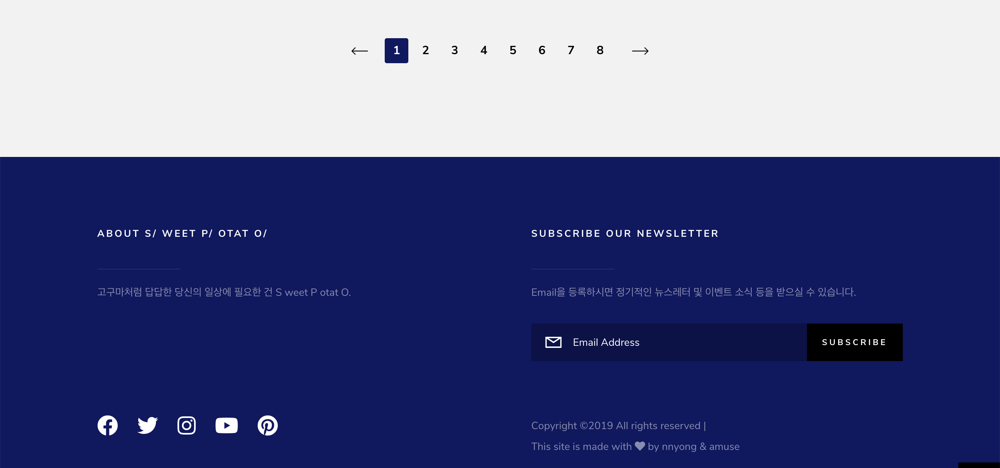 1 2 3 4 5 6 7 8
ABOUT S/ WEET P/ OTAT O/
고구마처럼 답답한 당신의 일상에 필요한 건 S weet P otat O.
SUBSCRIBE OUR NEWSLETTER
Email을 등록하시면 정기적인 뉴스레터 및 이벤트 소식 등을 받으실 수 있습니다.
Email Address
SUBSCRIBE
Copyright ©2019 All rights reserved |
This site is made with ♥ by nnyong & amuse